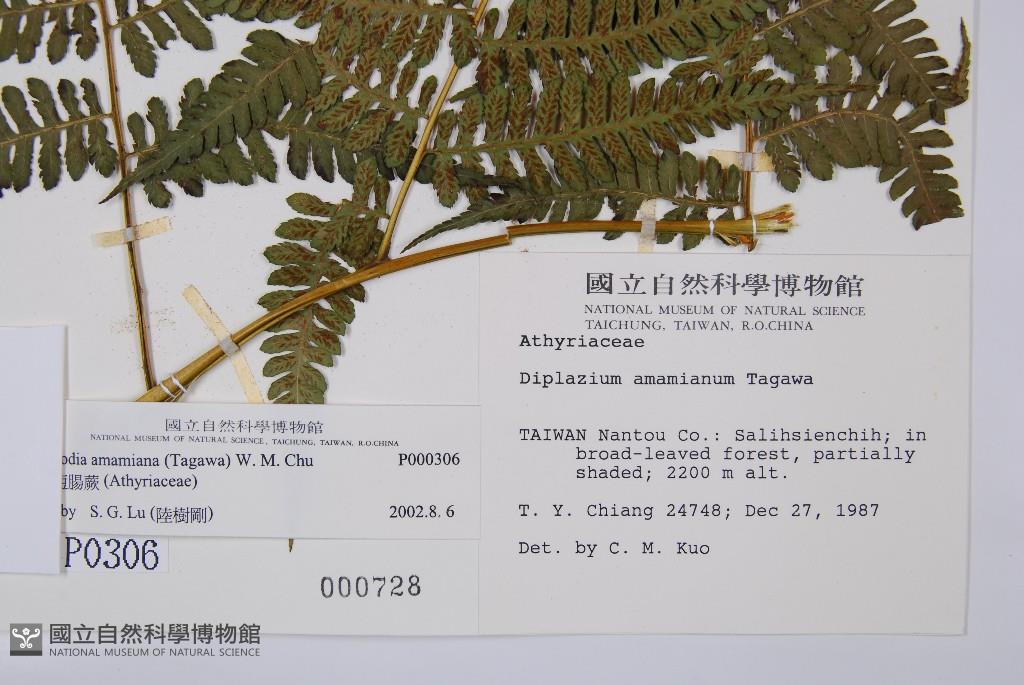 國立自然科學博物館
NATIONAL MUSEUM OF NATURAL SCIENCE
TAICHUNG, TAIWAN, R.O.CHINA
Athyriaceae
Diplazium amamianum Tagawa
TAIWAN Nantou Co.: Salihsienchih; in
broad-leaved forest, partially
shaded; 2200 m alt.
T. Y. Chiang 24748; Dec 27, 1987
Det. by C. M. Kuo
國立自然科學博物館
NATIONAL MUSEUM OF NATURAL SCIENCE, TAICHUNG, TAIWAN, R.O.CHINA
odia amamiana (Tagawa) W. M. Chu P000306
腸蕨 (Athyriaceae)
by S. G. Lu (陸樹剛) 2002.8. 6
P0306
000728
國立自然科學博物館
NATIONAL MUSEUM OF NATURAL SCIENCE